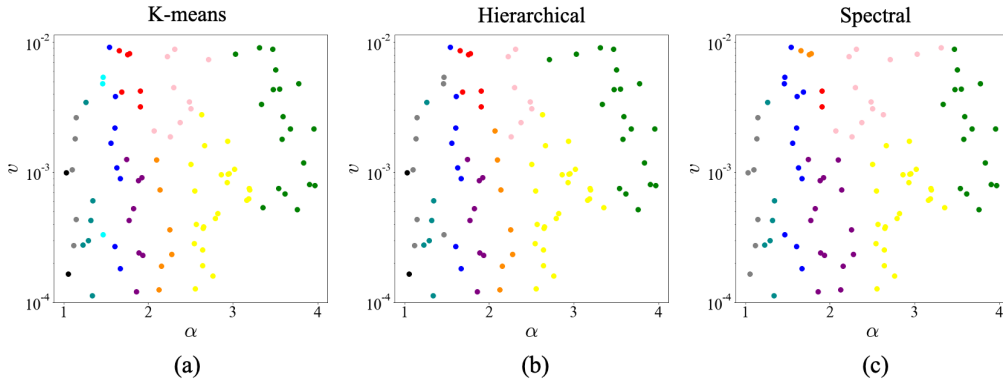 K-means
Hierarchical
Spectral
10⁻²
10⁻³
10⁻⁴
v
1 2 3 4
α
10⁻²
10⁻³
10⁻⁴
v
1 2 3 4
α
10⁻²
10⁻³
10⁻⁴
v
1 2 3 4
α
(a)
(b)
(c)